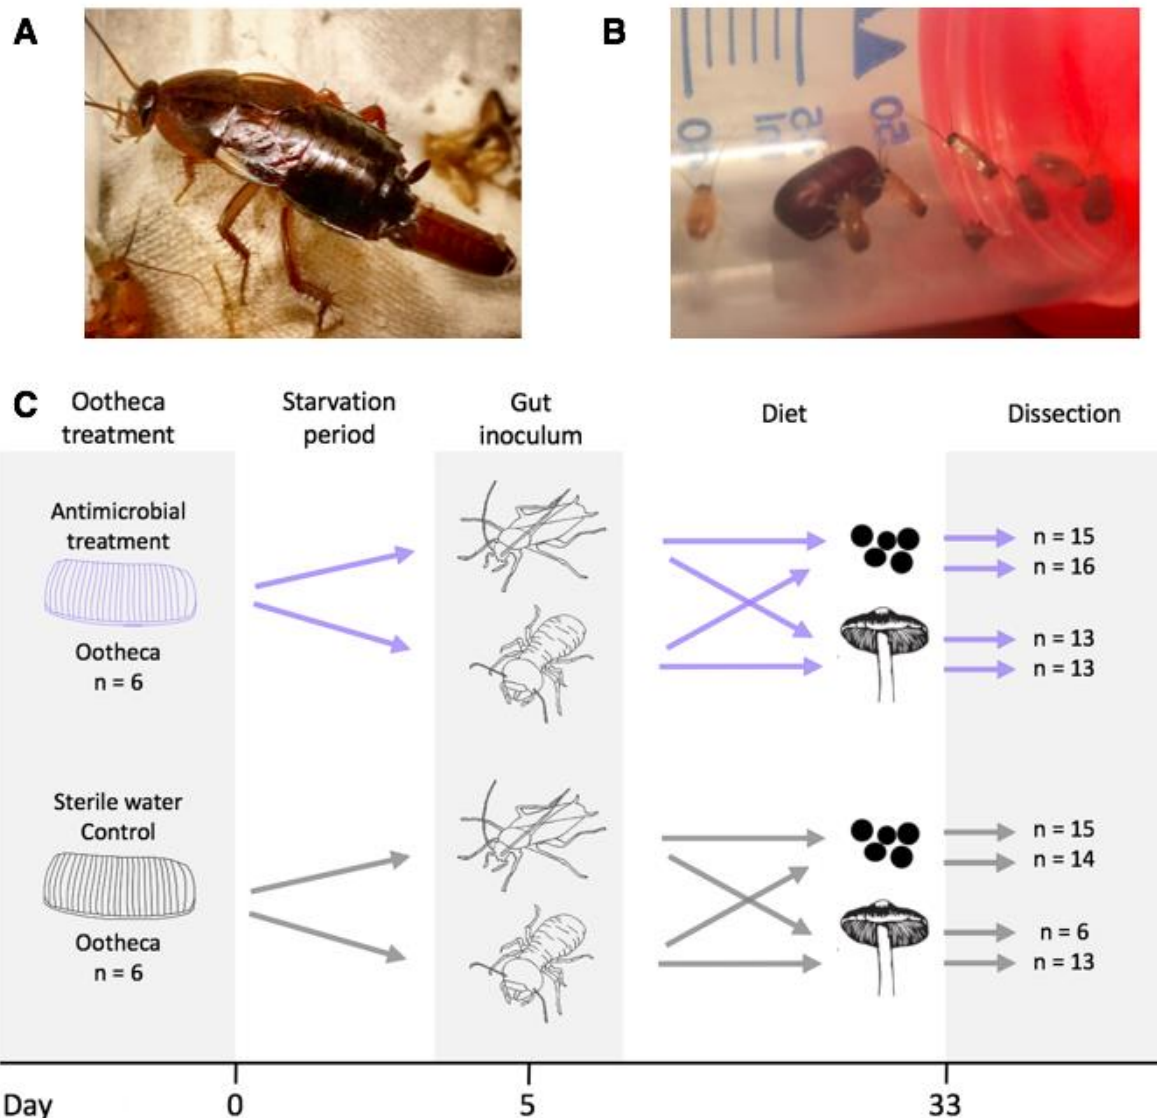 A
B
50
C
Ootheca
treatment
Starvation
period
Gut
inoculum
Diet
Dissection
Antimicrobial
treatment
Ootheca
n = 6
n = 15
n = 16
n = 13
n = 13
Sterile water
Control
Ootheca
n = 6
n = 15
n = 14
n = 6
n = 13
Day
0
5
33